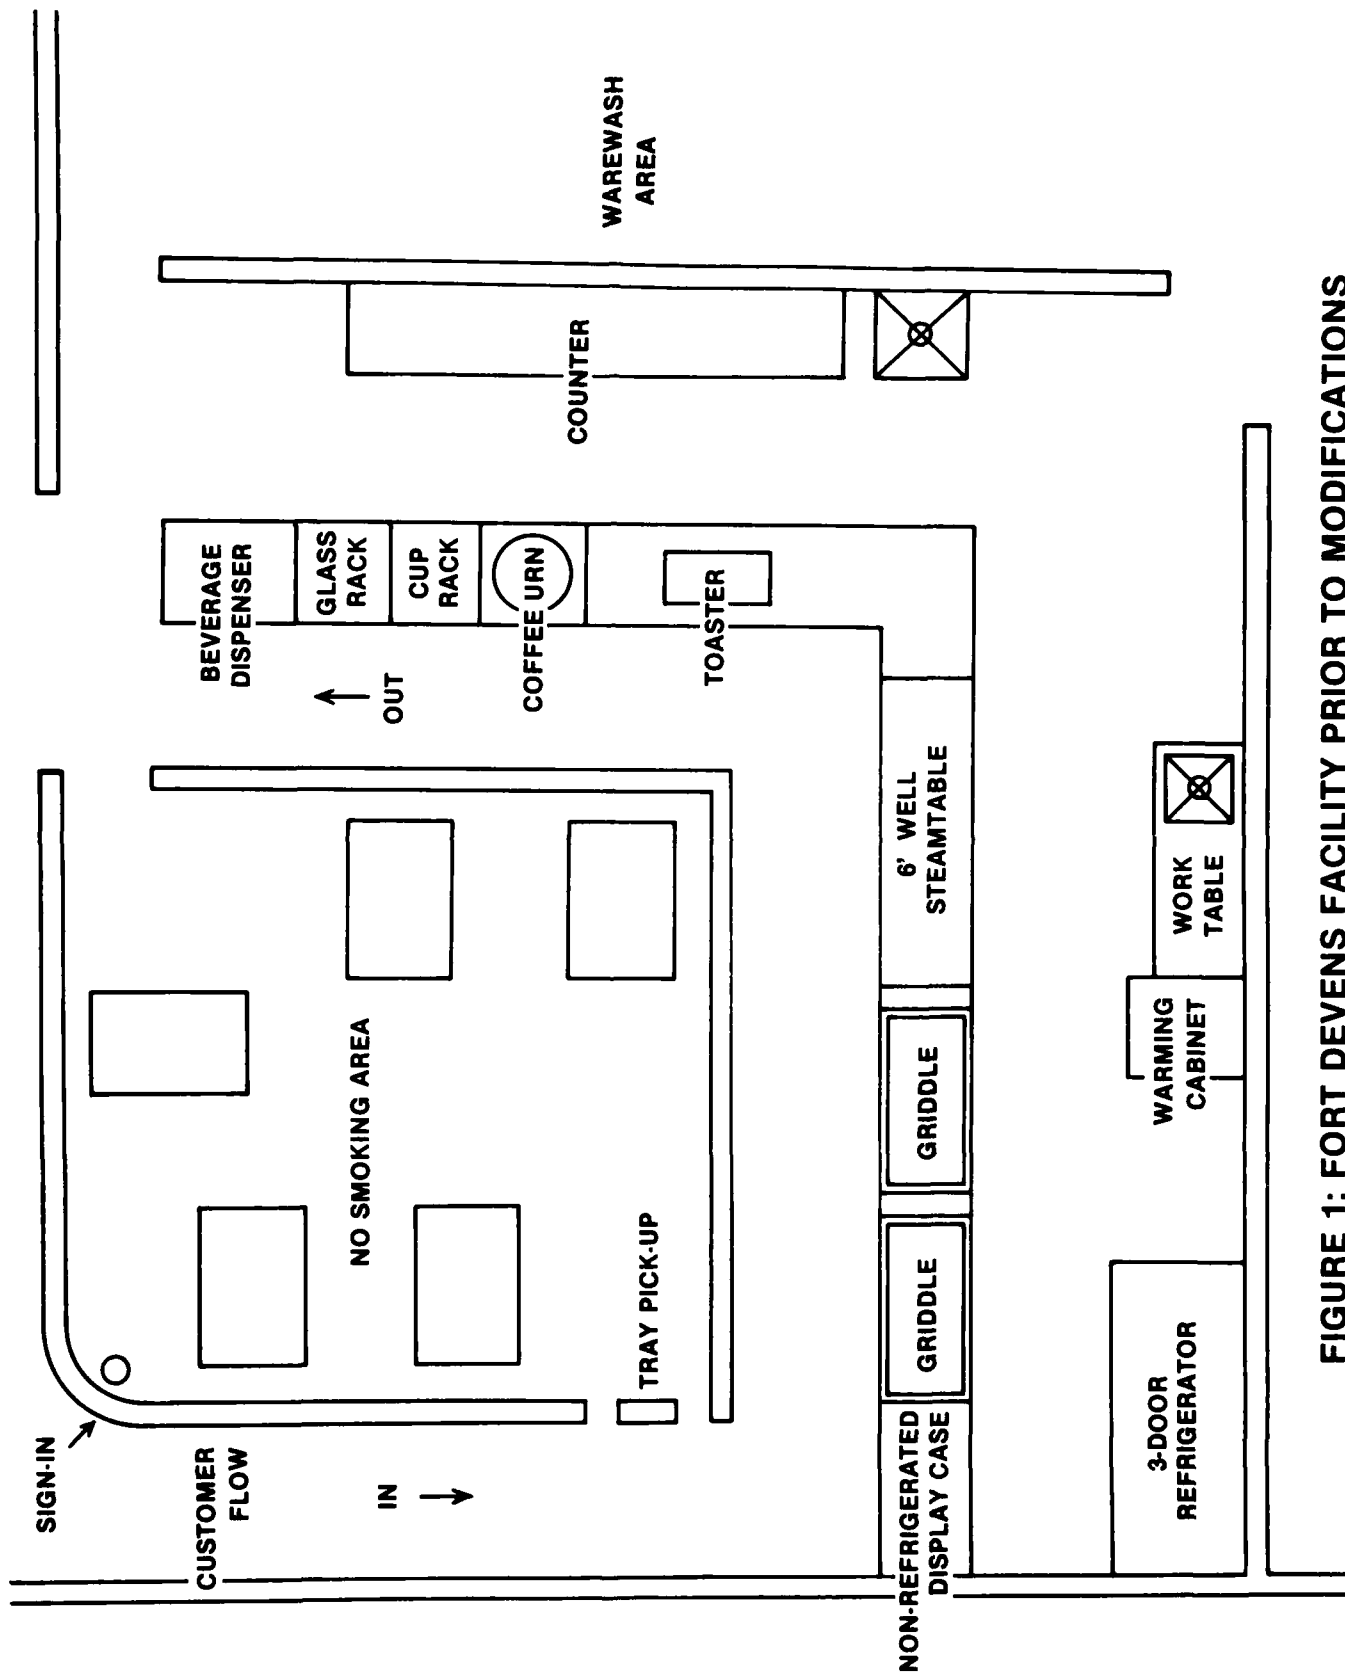 SIGN-IN
CUSTOMER
FLOW
IN
NON-REFRIGERATED
DISPLAY CASE
3-DOOR
REFRIGERATOR
TRAY PICK-UP
NO SMOKING AREA
GRIDDLE
GRIDDLE
WARMING
CABINET
WORK
TABLE
6' WELL
STEAMTABLE
OUT
BEVERAGE
DISPENSER
GLASS
RACK
CUP
RACK
COFFEE URN
TOASTER
COUNTER
WAREWASH
AREA
FIGURE 1: FORT DEVENS FACILITY PRIOR TO MODIFICATIONS